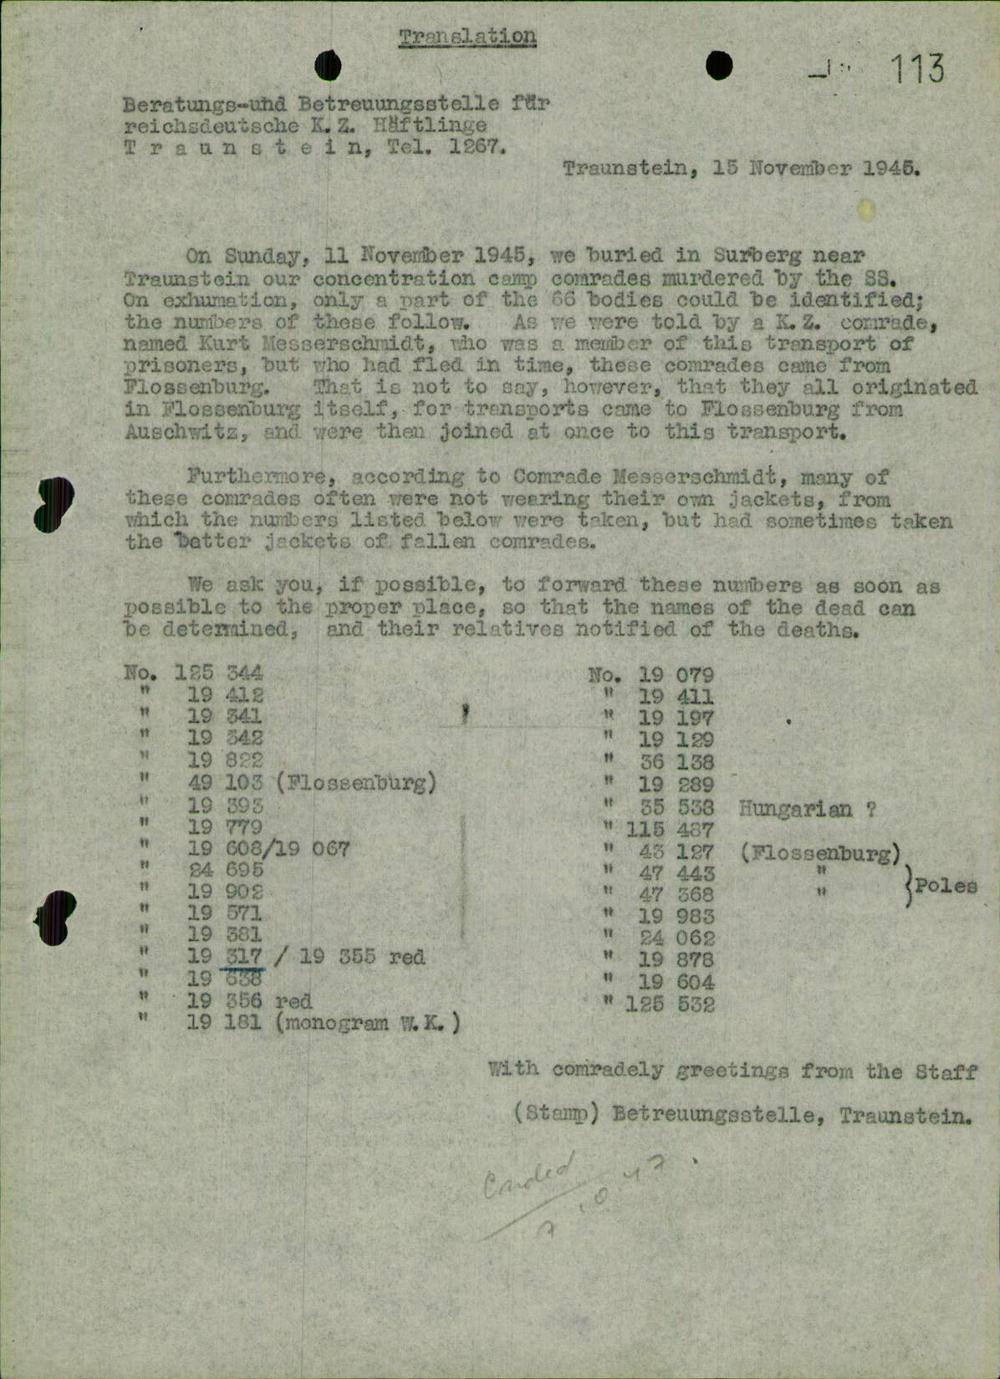 Translation
113
Beratungs-und Betreuungsstelle für
reichsdeutsche K.Z. Häftlinge
T r a u n s t e i n, Tel. 1267.
Traunstein, 15 November 1945.
On Sunday, 11 November 1945, we buried in Surberg near
Traunstein our concentration camp comrades murdered by the SS.
On exhumation, only a part of the 66 bodies could be identified;
the numbers of these follow. As we were told by a K.Z. comrade,
named Kurt Messerschmidt, who was a member of this transport of
prisoners, but who had fled in time, these comrades came from
Flossenburg. That is not to say, however, that they all originated
in Flossenburg itself, for transports came to Flossenburg from
Auschwitz, and were then joined at once to this transport.
Furthermore, according to Comrade Messerschmidt, many of
these comrades often were not wearing their own jackets, from
which the numbers listed below were taken, but had sometimes taken
the better jackets of fallen comrades.
We ask you, if possible, to forward these numbers as soon as
possible to the proper place, so that the names of the dead can
be determined, and their relatives notified of the deaths.
No. 125 344
" 19 412
" 19 341
" 19 342
" 19 822
" 49 103 (Flossenburg)
" 19 393
" 19 779
" 19 608/19 067
" 24 695
" 19 902
" 19 571
" 19 381
" 19 317 / 19 355 red
" 19 638
" 19 356 red
" 19 181 (monogram W.K.)
No. 19 079
" 19 411
" 19 197
" 19 129
" 36 138
" 19 289
" 35 538 Hungarian ?
" 115 487
" 43 127 (Flossenburg)
" 47 443 "
" 47 368 " } Poles
" 19 983
" 24 062
" 19 878
" 19 604
" 125 532
With comradely greetings from the Staff
(Stamp) Betreuungsstelle, Traunstein.
Carded